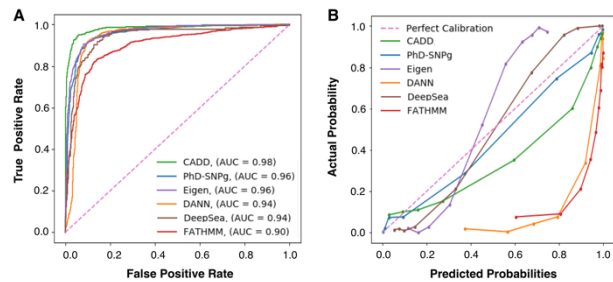 A
True Positive Rate
1.0
0.8
0.6
0.4
0.2
0.0
CADD, (AUC = 0.98)
PhD-SNPg, (AUC = 0.96)
Eigen, (AUC = 0.96)
DANN, (AUC = 0.94)
DeepSea, (AUC = 0.94)
FATHMM, (AUC = 0.90)
0.0 0.2 0.4 0.6 0.8 1.0
False Positive Rate
B
Actual Probability
1.0
0.8
0.6
0.4
0.2
0.0
Perfect Calibration
CADD
PhD-SNPg
Eigen
DANN
DeepSea
FATHMM
0.0 0.2 0.4 0.6 0.8 1.0
Predicted Probabilities